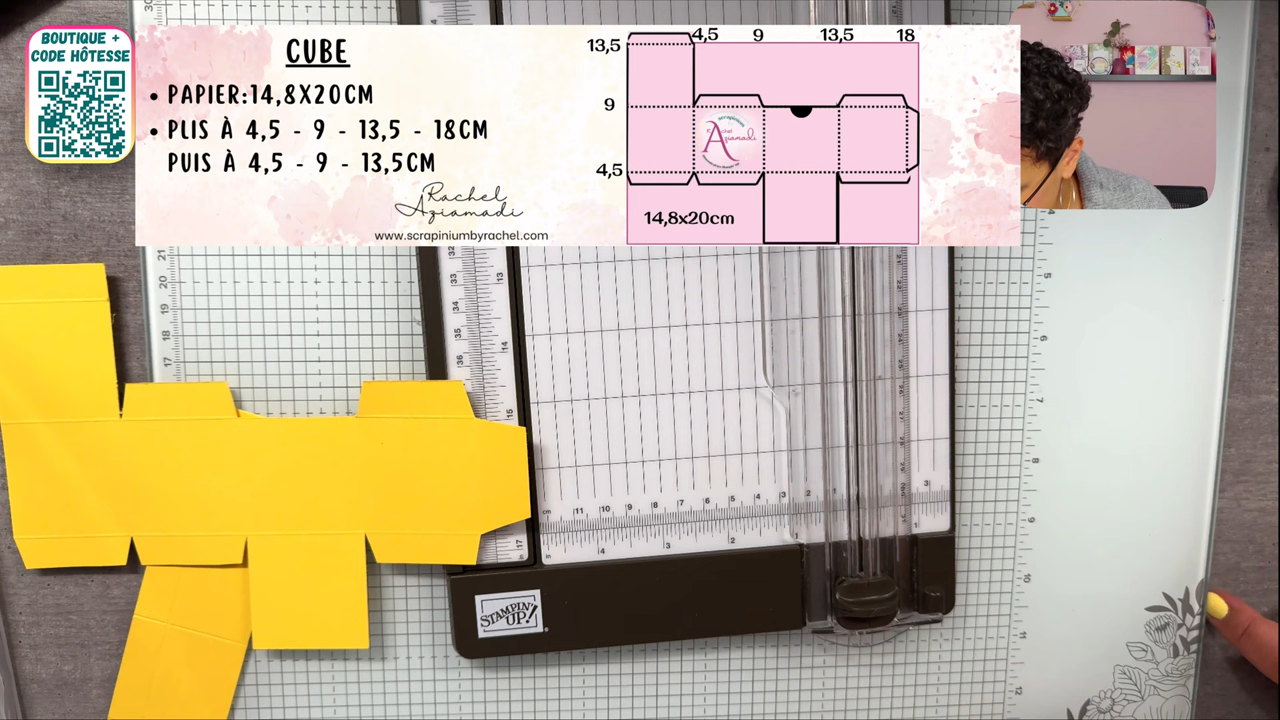 BOUTIQUE +
CODE HÔTESSE
CUBE
• PAPIER:14,8X20CM
• PLIS À 4,5 - 9 - 13,5 - 18CM
PUIS À 4,5 - 9 - 13,5CM
Rachel
Aziamadi
www.scrapiniumbyrachel.com
4,5 9 13,5 18
13,5
9
4,5
Rachel
Aziamadi
14,8x20cm
STAMPIN' UP!